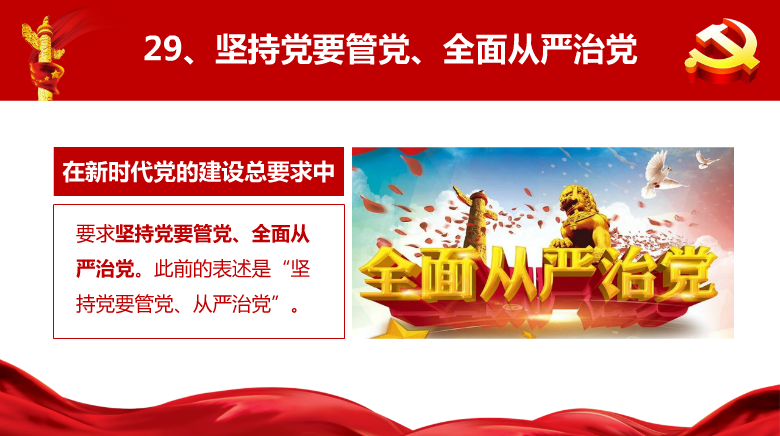 29、坚持党要管党、全面从严治党
在新时代党的建设总要求中
要求坚持党要管党、全面从
严治党。此前的表述是“坚
持党要管党、从严治党”。
全面从严治党